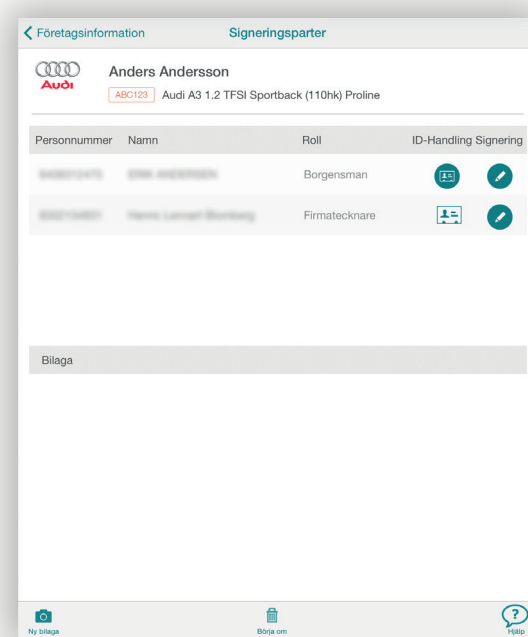 Företagsinformation Signeringsparter
Audi
Anders Andersson
ABC123 Audi A3 1.2 TFSI Sportback (110hk) Proline
Personnummer Namn Roll ID-Handling Signering
Borgensman
Firmatecknare
Bilaga
?
Ny bilaga Börja om Hjälp